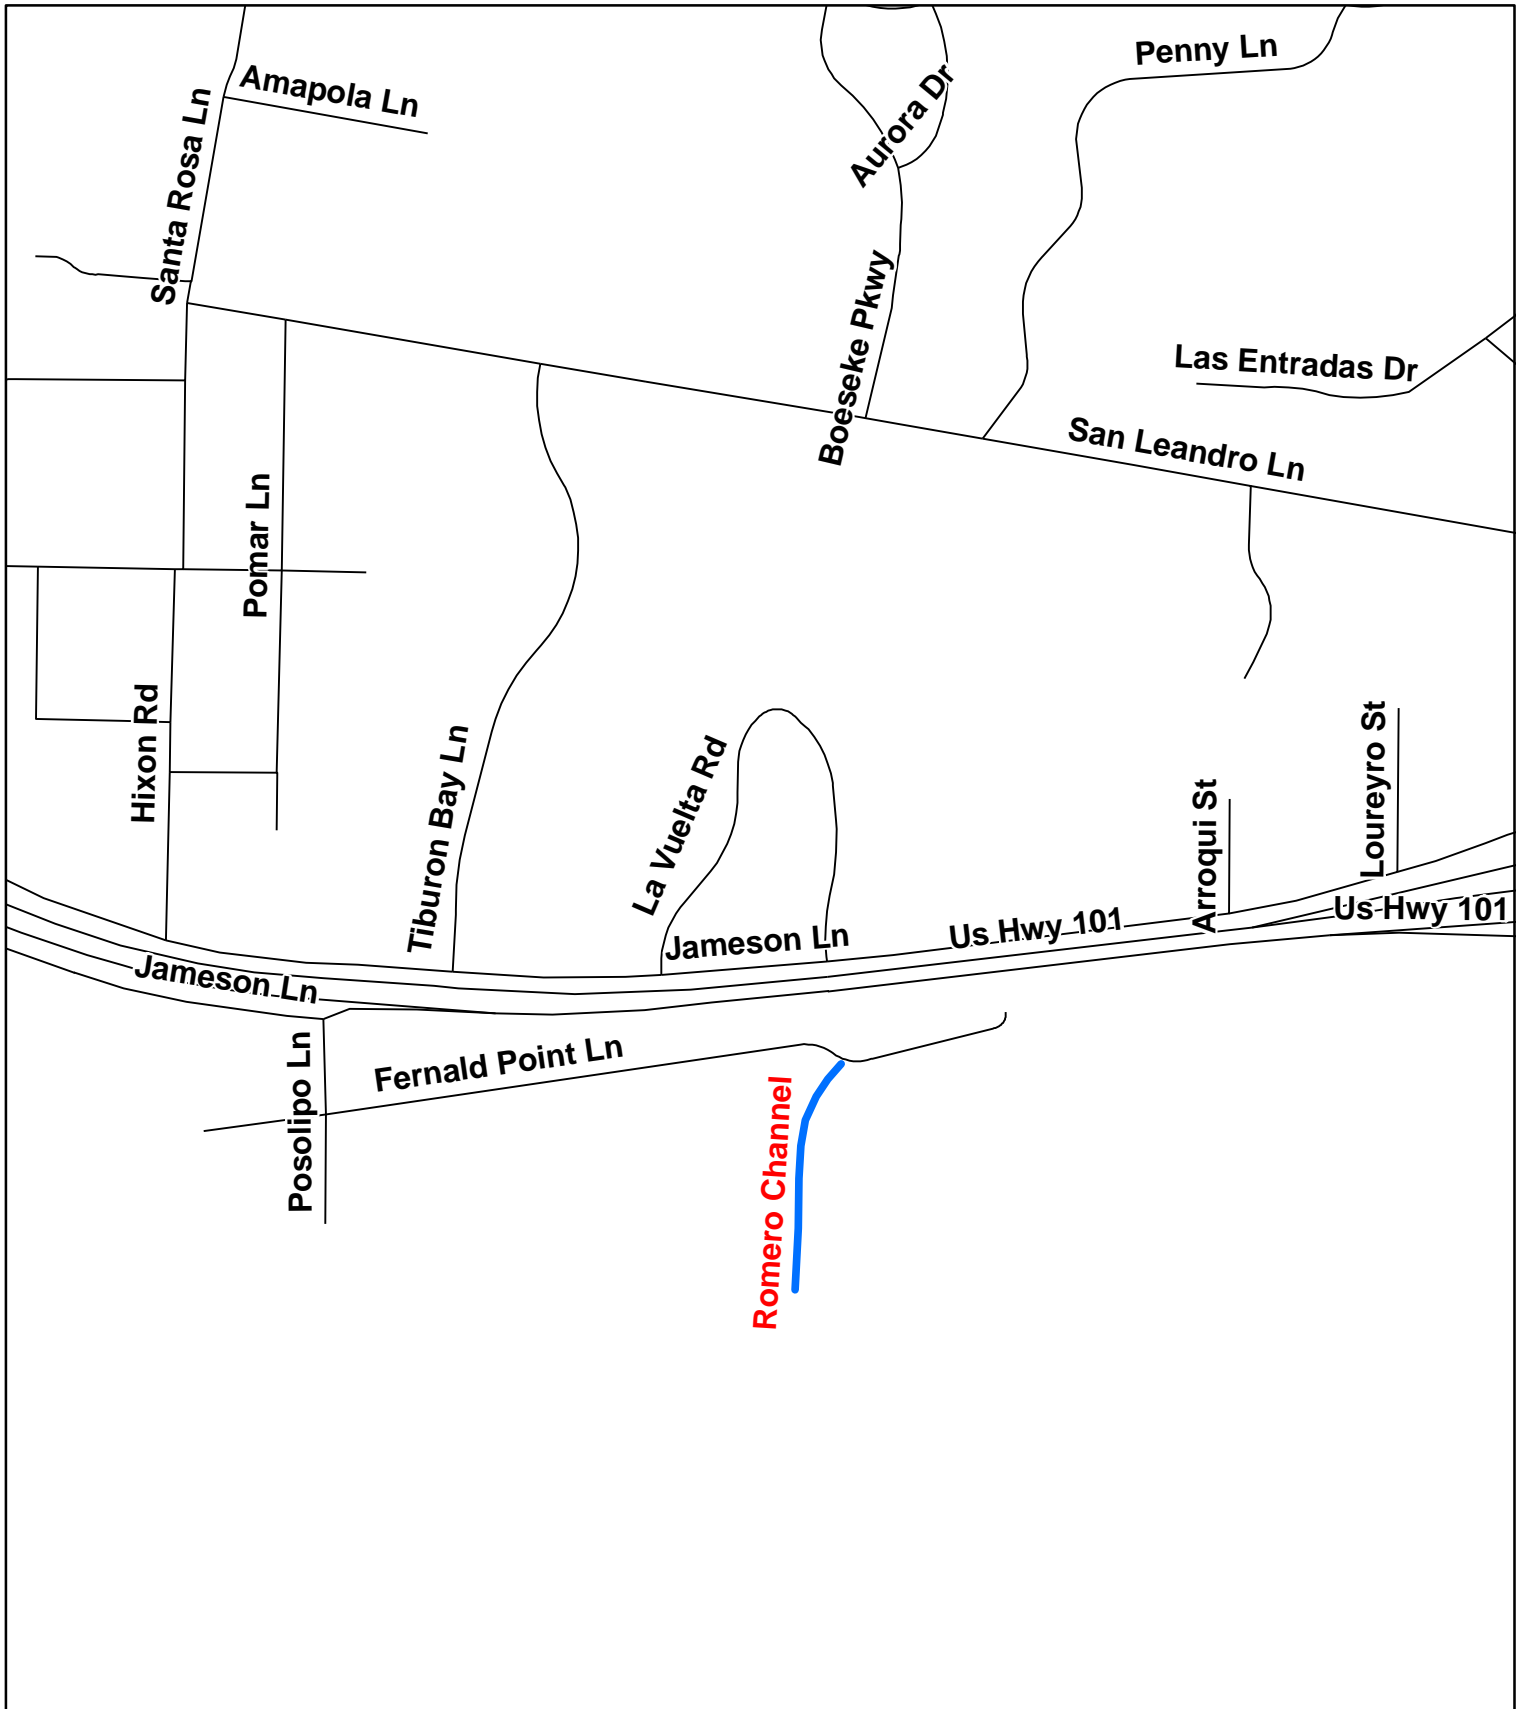 Penny Ln
Amapola Ln
Aurora Dr
Santa Rosa Ln
Boeseke Pkwy
Las Entradas Dr
San Leandro Ln
Pomar Ln
Hixon Rd
Tiburon Bay Ln
La Vuelta Rd
Loureyro St
Arroqui St
Us Hwy 101
Us Hwy 101
Jameson Ln
Jameson Ln
Fernald Point Ln
Posolipo Ln
Romero Channel